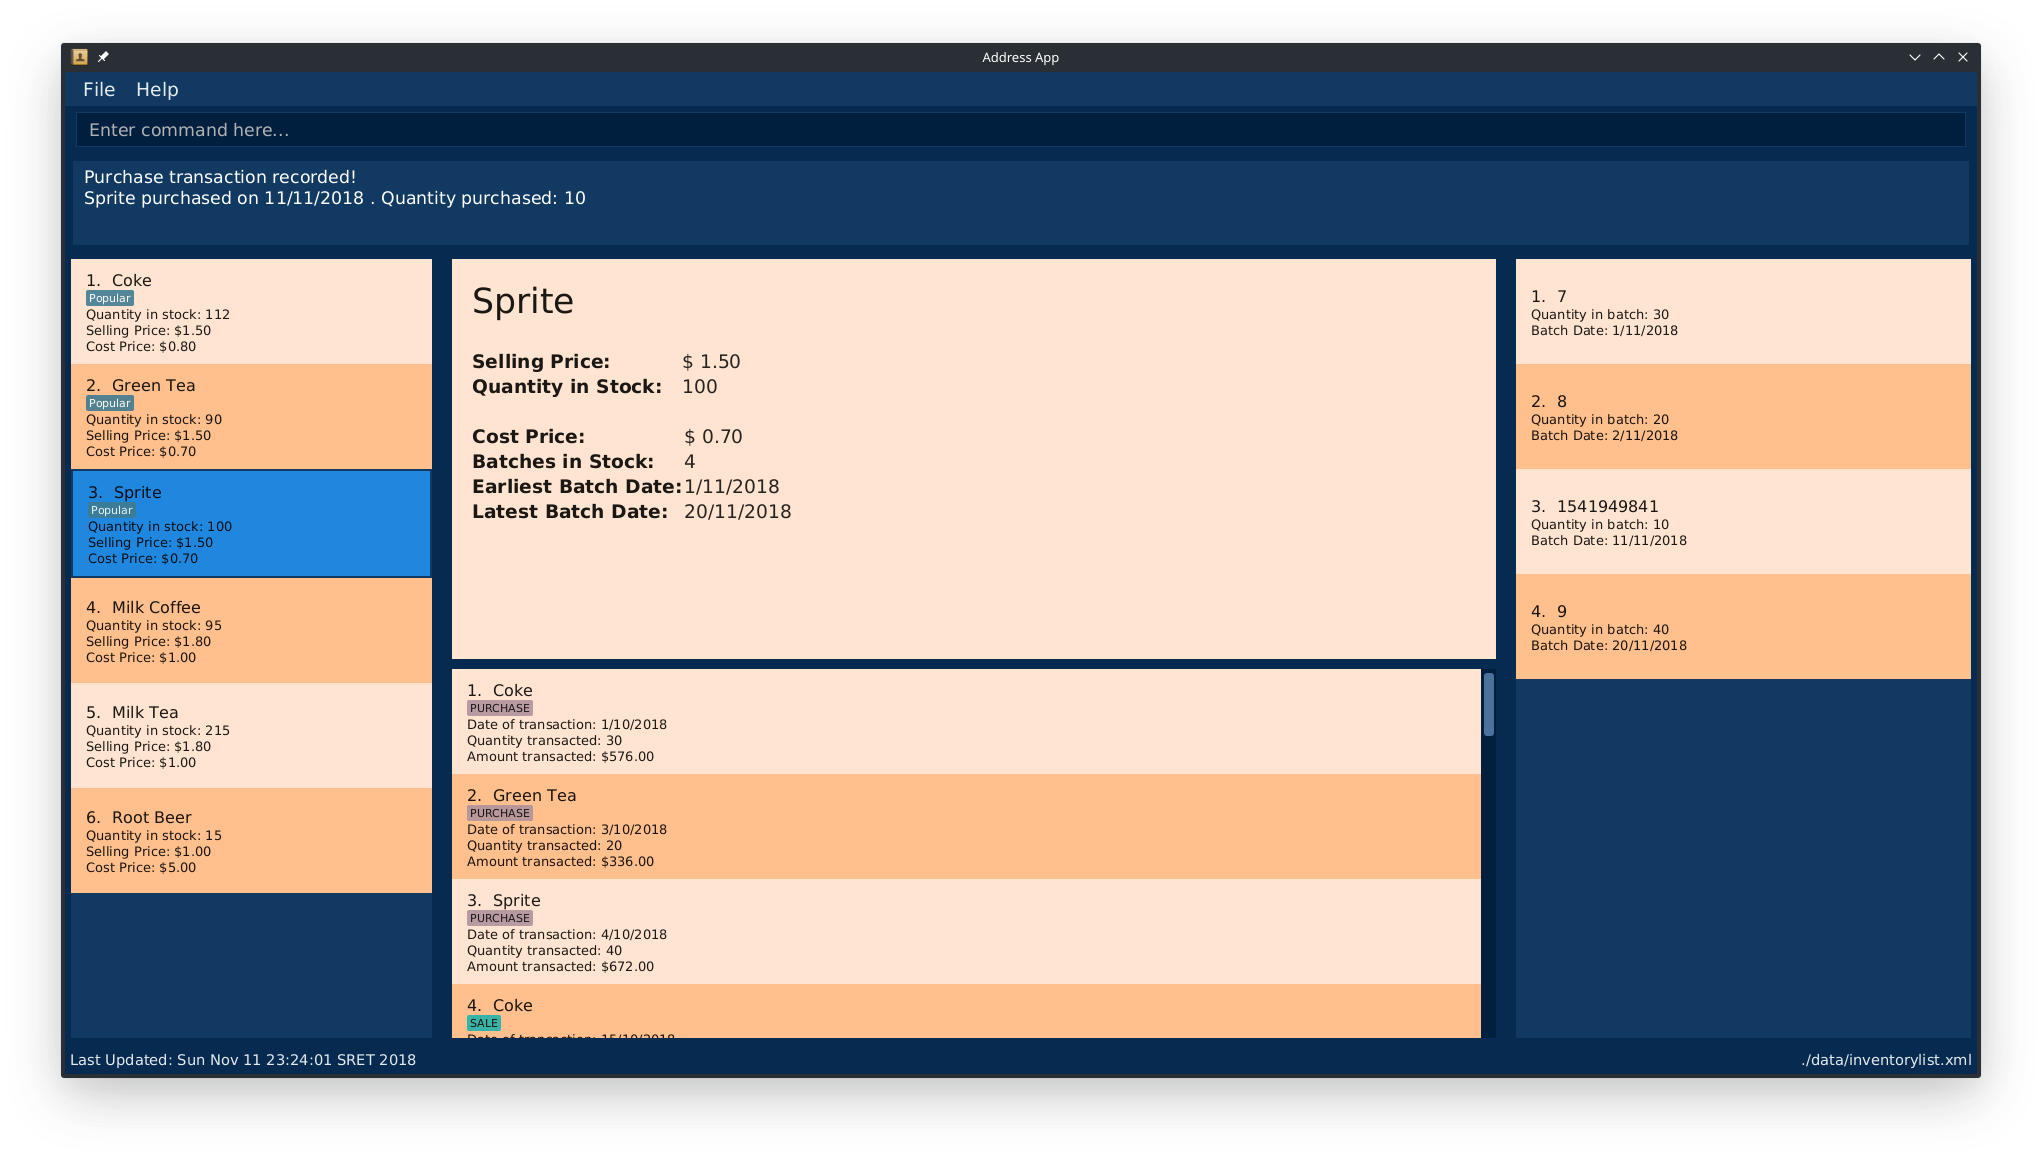 Address App
File Help
Enter command here...
Purchase transaction recorded!
Sprite purchased on 11/11/2018 . Quantity purchased: 10
1. Coke
Popular
Quantity in stock: 112
Selling Price: $1.50
Cost Price: $0.80
2. Green Tea
Popular
Quantity in stock: 90
Selling Price: $1.50
Cost Price: $0.70
3. Sprite
Popular
Quantity in stock: 100
Selling Price: $1.50
Cost Price: $0.70
4. Milk Coffee
Quantity in stock: 95
Selling Price: $1.80
Cost Price: $1.00
5. Milk Tea
Quantity in stock: 215
Selling Price: $1.80
Cost Price: $1.00
6. Root Beer
Quantity in stock: 15
Selling Price: $1.00
Cost Price: $5.00
Sprite
Selling Price: $ 1.50
Quantity in Stock: 100
Cost Price: $ 0.70
Batches in Stock: 4
Earliest Batch Date: 1/11/2018
Latest Batch Date: 20/11/2018
1. Coke
PURCHASE
Date of transaction: 1/10/2018
Quantity transacted: 30
Amount transacted: $576.00
2. Green Tea
PURCHASE
Date of transaction: 3/10/2018
Quantity transacted: 20
Amount transacted: $336.00
3. Sprite
PURCHASE
Date of transaction: 4/10/2018
Quantity transacted: 40
Amount transacted: $672.00
4. Coke
SALE
Date of transaction: 15/10/2018
1. 7
Quantity in batch: 30
Batch Date: 1/11/2018
2. 8
Quantity in batch: 20
Batch Date: 2/11/2018
3. 1541949841
Quantity in batch: 10
Batch Date: 11/11/2018
4. 9
Quantity in batch: 40
Batch Date: 20/11/2018
Last Updated: Sun Nov 11 23:24:01 SRET 2018
./data/inventorylist.xml